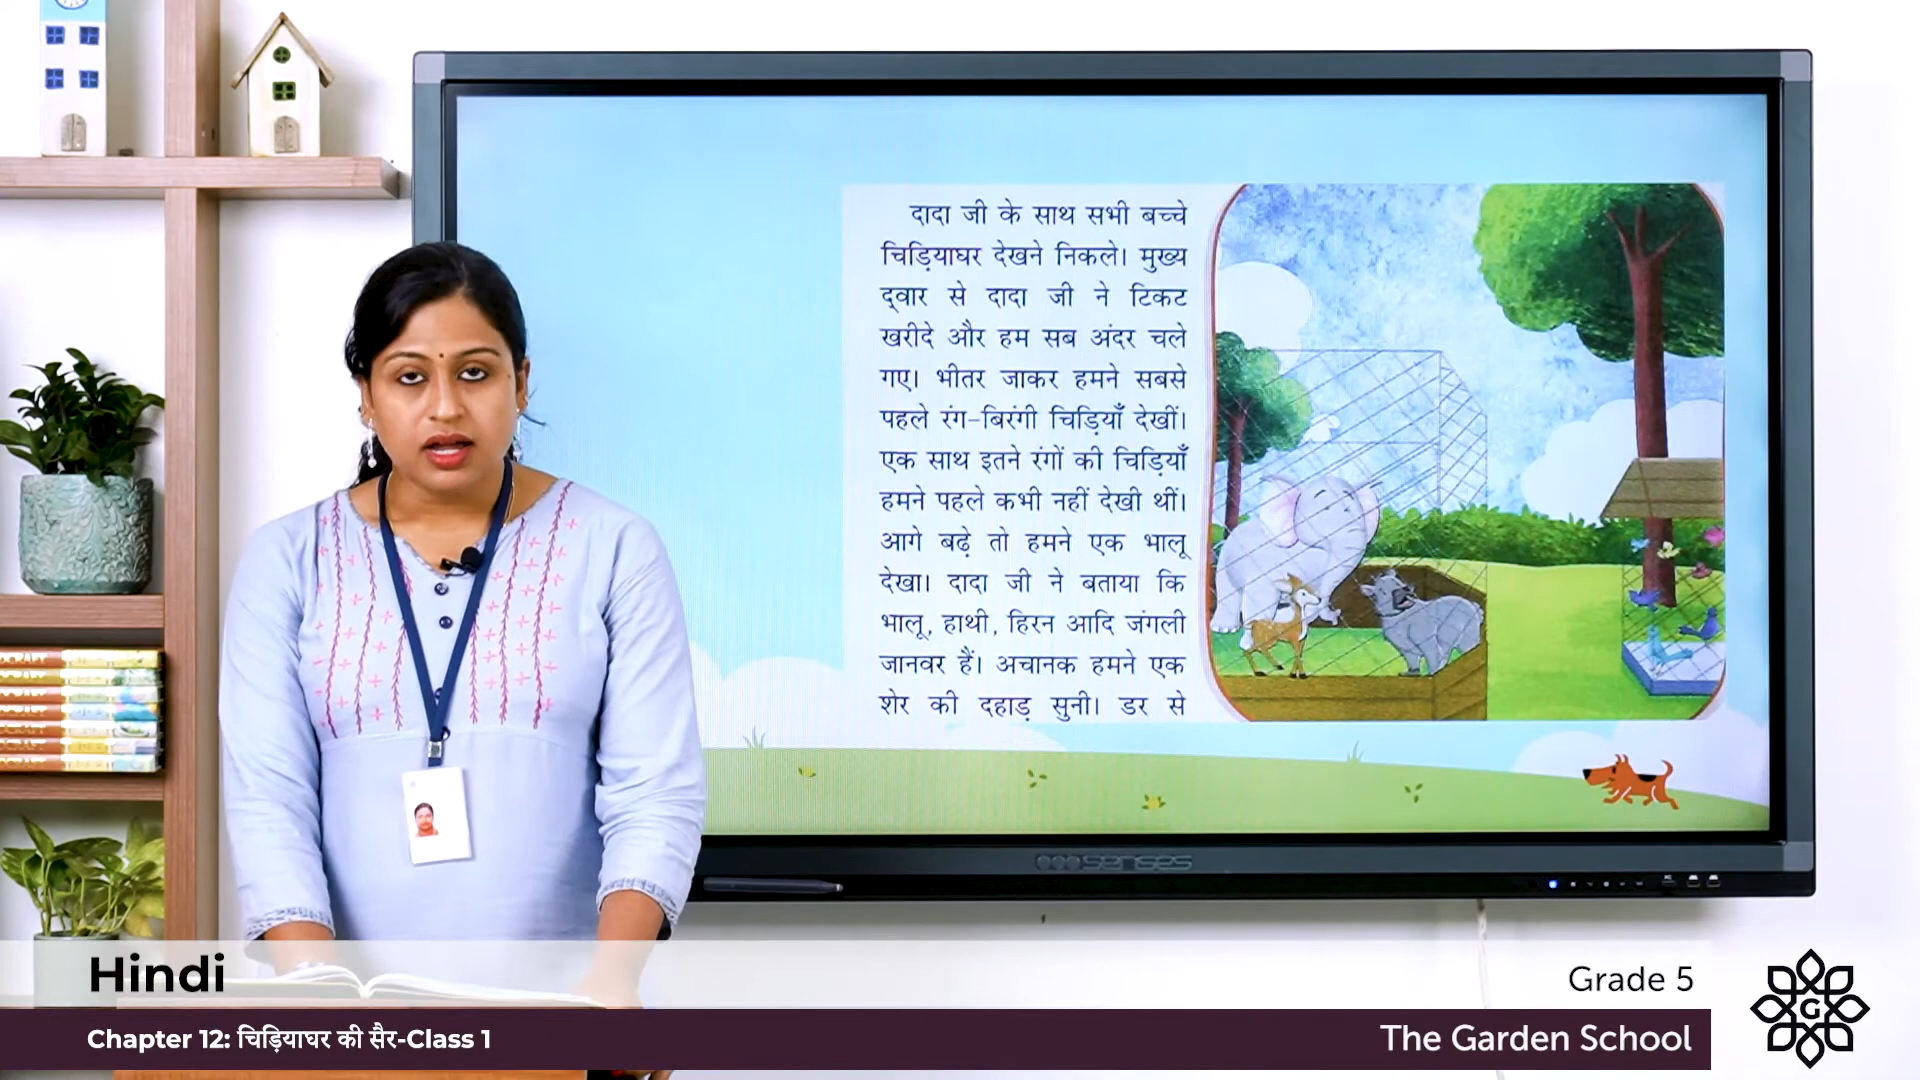 दादा जी के साथ सभी बच्चे
चिड़ियाघर देखने निकले। मुख्य
द्‌वार से दादा जी ने टिकट
खरीदे और हम सब अंदर चले
गए। भीतर जाकर हमने सबसे
पहले रंग-बिरंगी चिड़ियाँ देखीं।
एक साथ इतने रंगों की चिड़ियाँ
हमने पहले कभी नहीं देखी थीं।
आगे बढ़े तो हमने एक भालू
देखा। दादा जी ने बताया कि
भालू, हाथी, हिरन आदि जंगली
जानवर हैं। अचानक हमने एक
शेर की दहाड़ सुनी। डर से
senses
Hindi
Grade 5
Chapter 12: चिड़ियाघर की सैर-Class 1
The Garden School
G